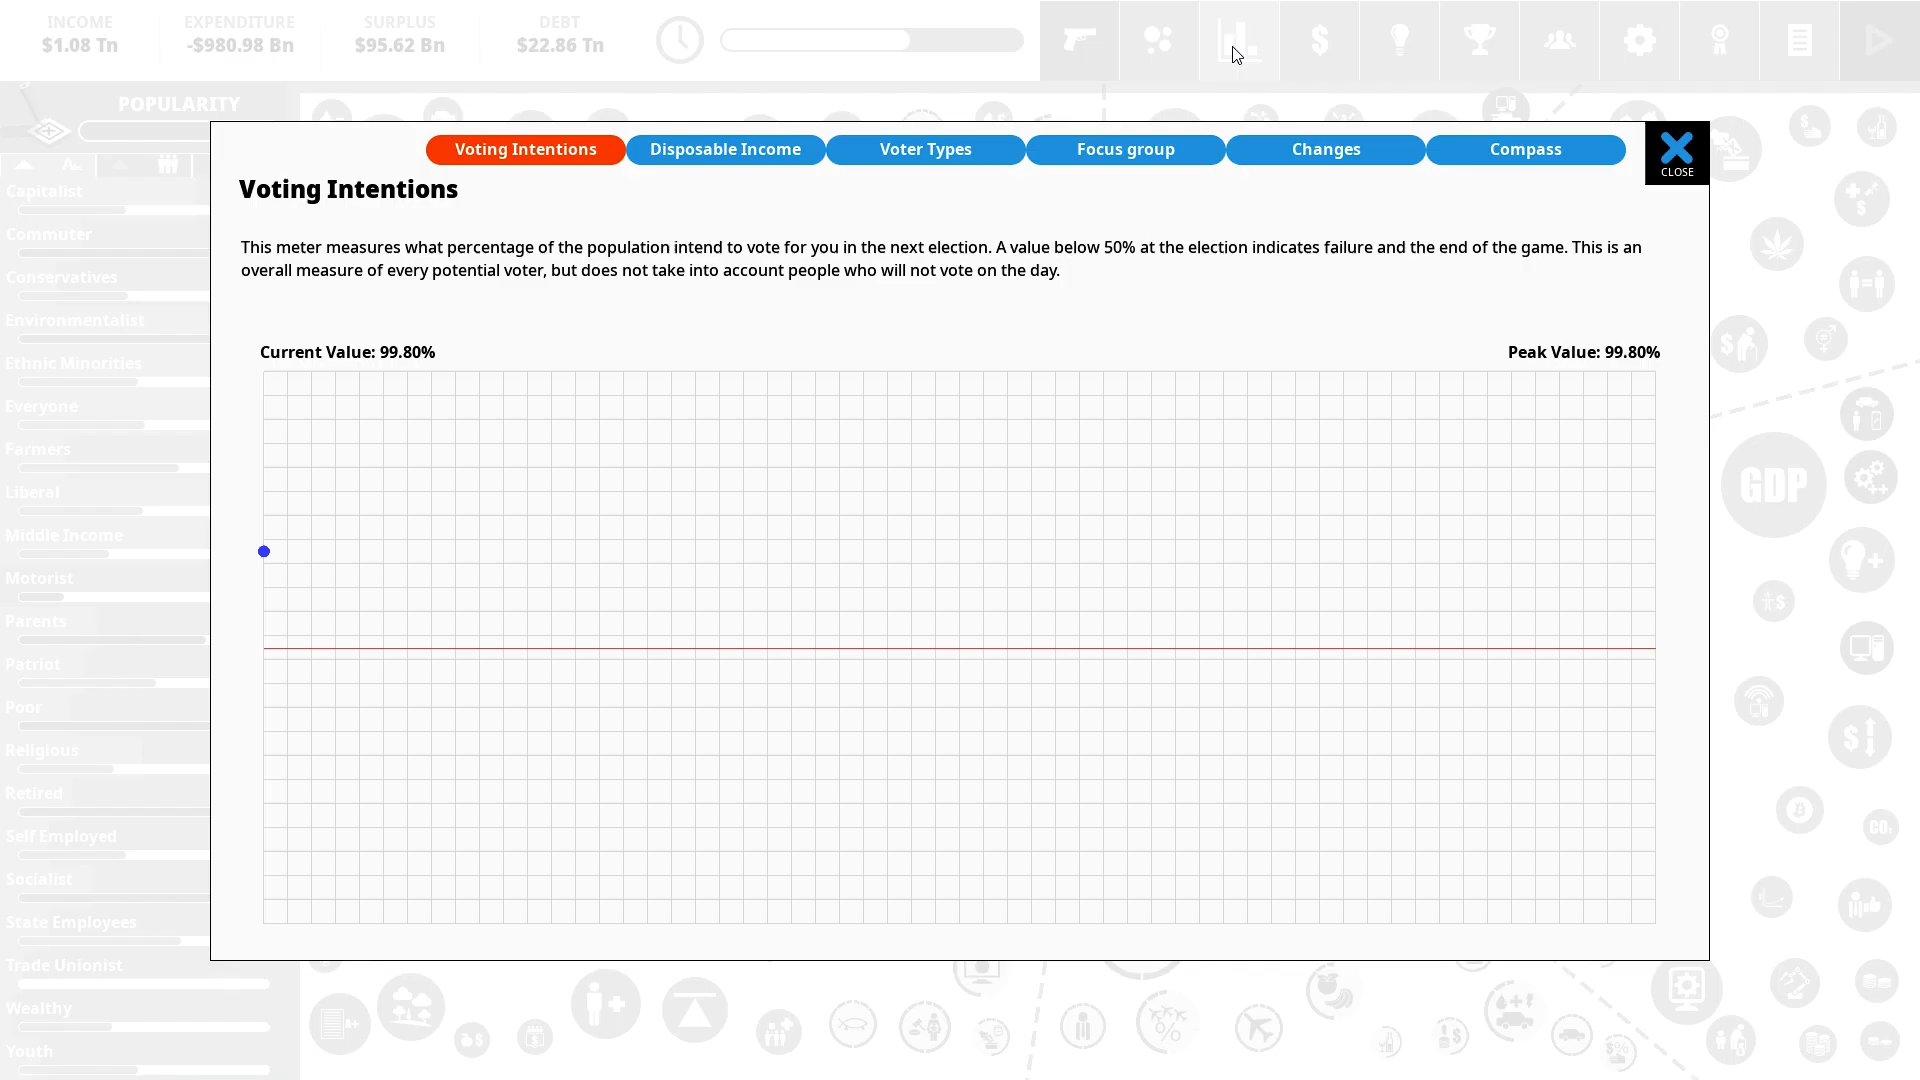 INCOME
$1.08 Tn
EXPENDITURE
-$980.98 Bn
SURPLUS
$95.62 Bn
DEBT
$22.86 Tn
POPULARITY
Capitalist
Commuter
Conservatives
Environmentalist
Ethnic Minorities
Everyone
Farmers
Liberal
Middle Income
Motorist
Parents
Patriot
Poor
Religious
Retired
Self Employed
Socialist
State Employees
Trade Unionist
Wealthy
Youth
Voting Intentions
Disposable Income
Voter Types
Focus group
Changes
Compass
CLOSE
Voting Intentions
This meter measures what percentage of the population intend to vote for you in the next election. A value below 50% at the election indicates failure and the end of the game. This is an
overall measure of every potential voter, but does not take into account people who will not vote on the day.
Current Value: 99.80%
Peak Value: 99.80%
GDP